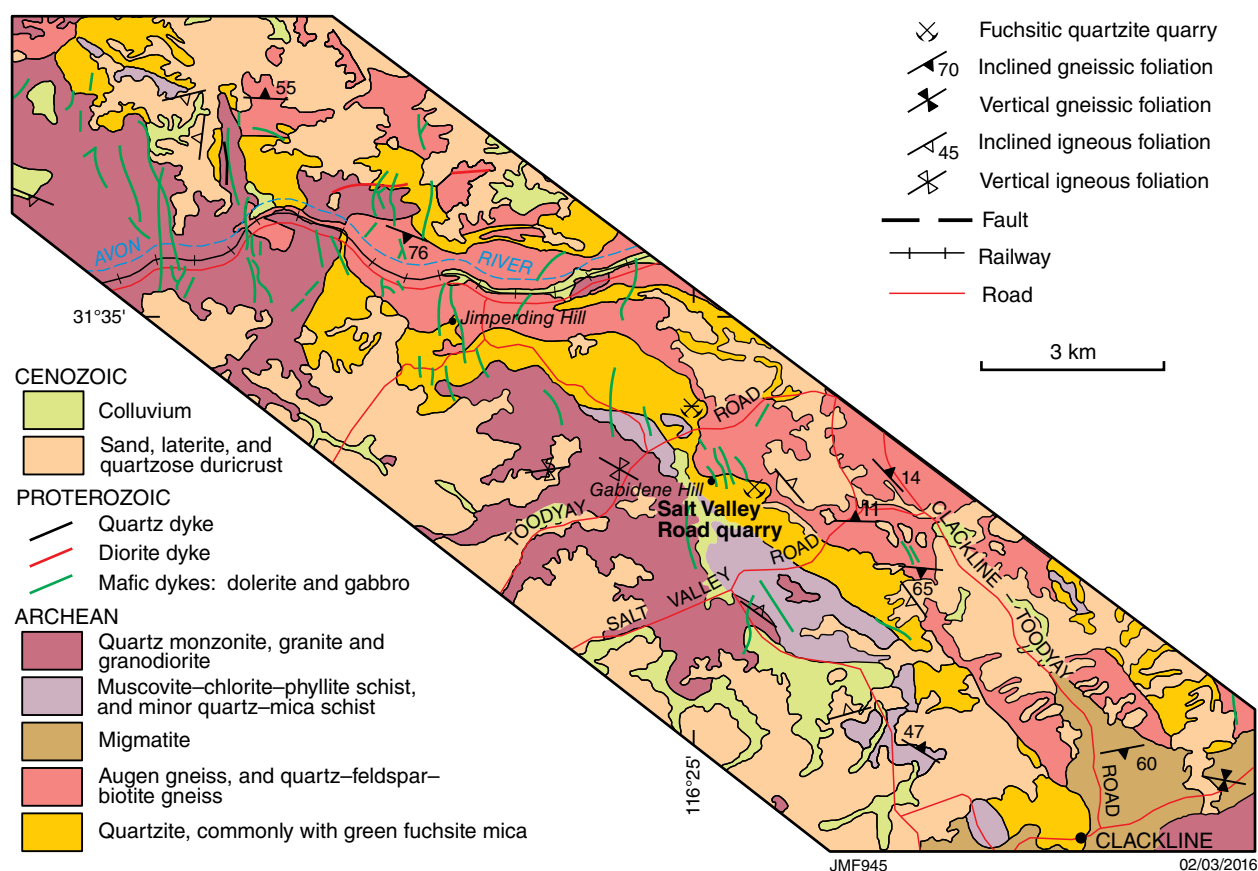 Fuchsitic quartzite quarry
70 Inclined gneissic foliation
Vertical gneissic foliation
45 Inclined igneous foliation
Vertical igneous foliation
Fault
Railway
Road
3 km
55
AVON
RIVER
76
31°35'
Jimperding Hill
ROAD
Gabidene Hill
Salt Valley
Road quarry
TOODYAY
14
11
ROAD
CLACKLINE – TOODYAY
65
SALT VALLEY
47
60
ROAD
116°25'
CLACKLINE
CENOZOIC
Colluvium
Sand, laterite, and
quartzose duricrust
PROTEROZOIC
Quartz dyke
Diorite dyke
Mafic dykes: dolerite and gabbro
ARCHEAN
Quartz monzonite, granite and
granodiorite
Muscovite–chlorite–phyllite schist,
and minor quartz–mica schist
Migmatite
Augen gneiss, and quartz–feldspar–
biotite gneiss
Quartzite, commonly with green fuchsite mica
JMF945
02/03/2016